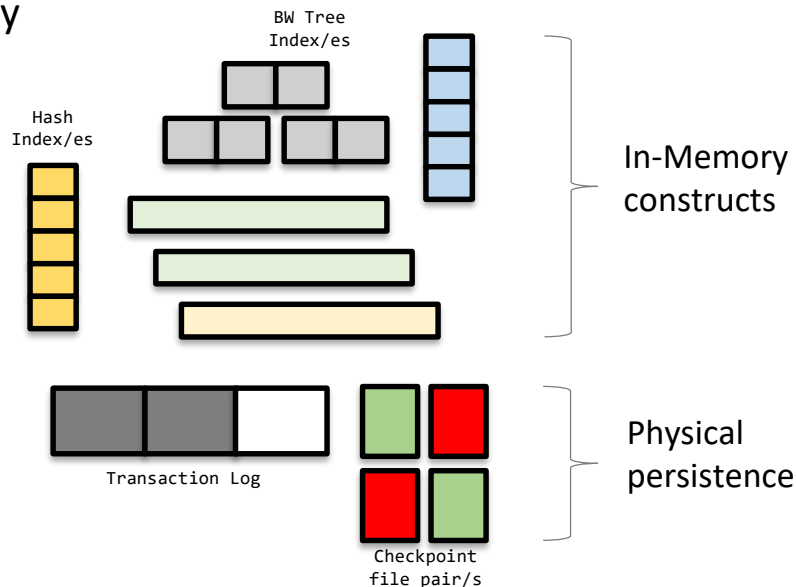 y
BW Tree
Index/es
Hash
Index/es
In-Memory
constructs
Transaction Log
Physical
persistence
Checkpoint
file pair/s